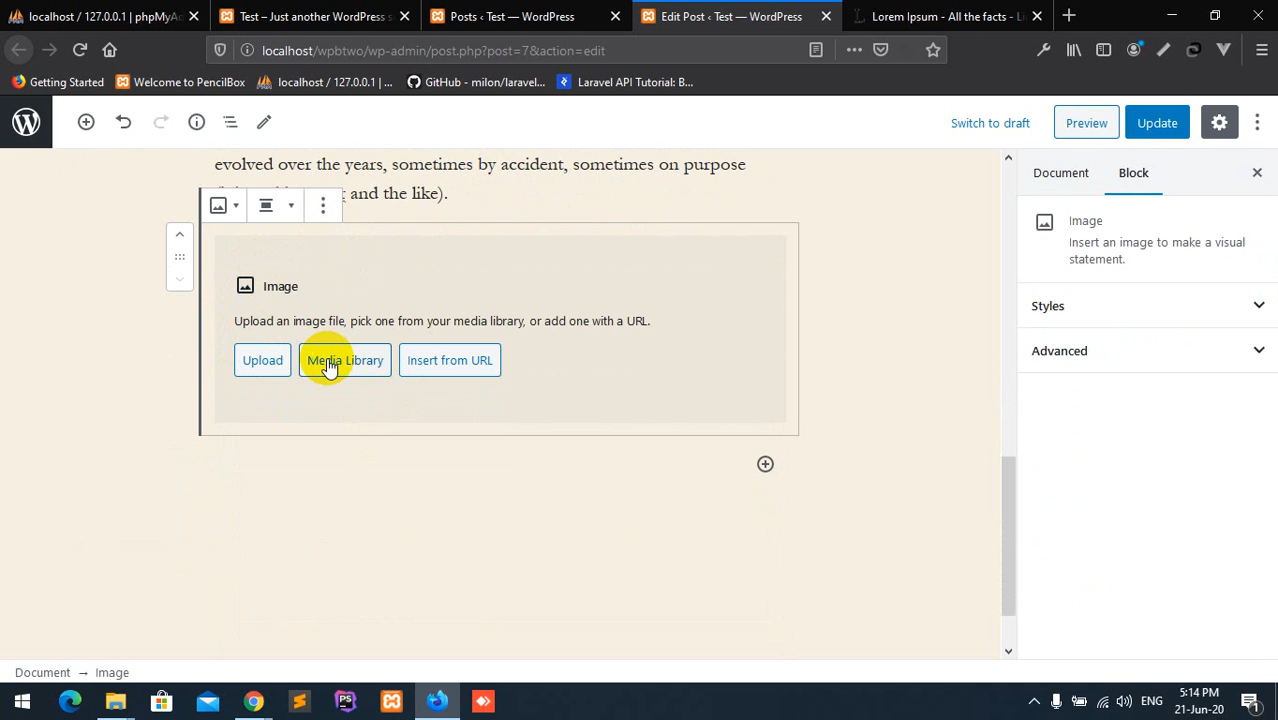 localhost / 127.0.0.1 | phpMyAd
Test – Just another WordPress s
Posts ‹ Test — WordPress
Edit Post ‹ Test — WordPress
Lorem Ipsum - All the facts - Li
localhost/wpbtwo/wp-admin/post.php?post=7&action=edit
Getting Started
Welcome to PencilBox
localhost / 127.0.0.1 | ...
GitHub - milon/laravel...
Laravel API Tutorial: B...
Switch to draft
Preview
Update
evolved over the years, sometimes by accident, sometimes on purpose
and the like).
Document
Block
Image
Insert an image to make a visual
statement.
Styles
Advanced
Image
Upload an image file, pick one from your media library, or add one with a URL.
Upload
Media Library
Insert from URL
Document → Image
ENG
5:14 PM
21-Jun-20
1